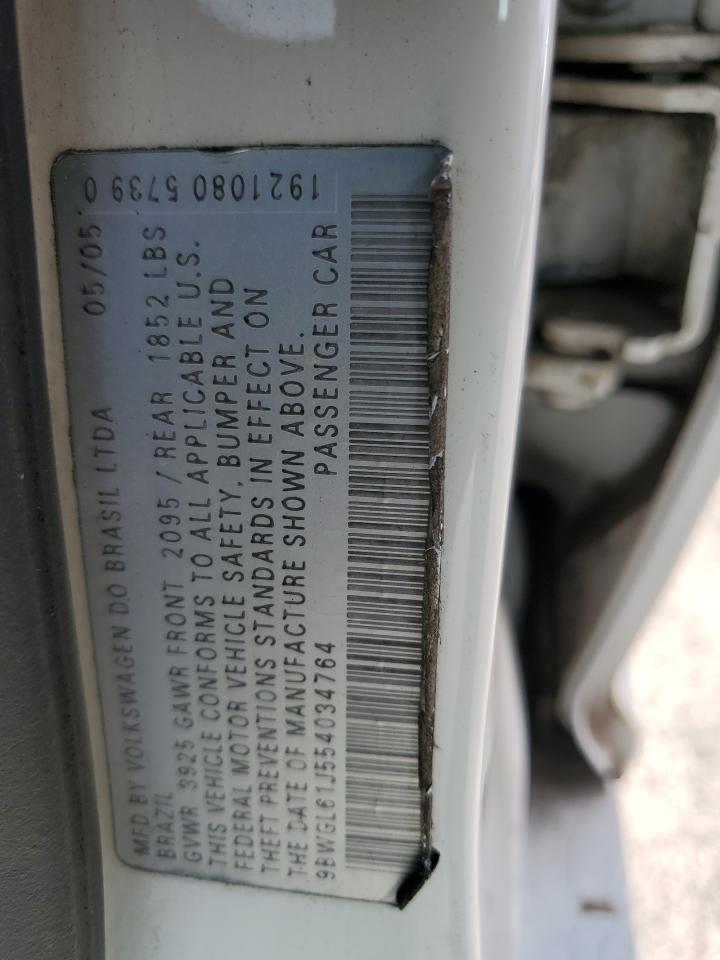 1921080 5739 0
MFD BY VOLKSWAGEN DO BRASIL LTDA 05/05
BRAZIL
GVWR 3925 GAWR FRONT 2095 / REAR 1852 LBS
THIS VEHICLE CONFORMS TO ALL APPLICABLE U.S.
FEDERAL MOTOR VEHICLE SAFETY, BUMPER AND
THEFT PREVENTIONS STANDARDS IN EFFECT ON
THE DATE OF MANUFACTURE SHOWN ABOVE.
9BWGL61J554034764 PASSENGER CAR